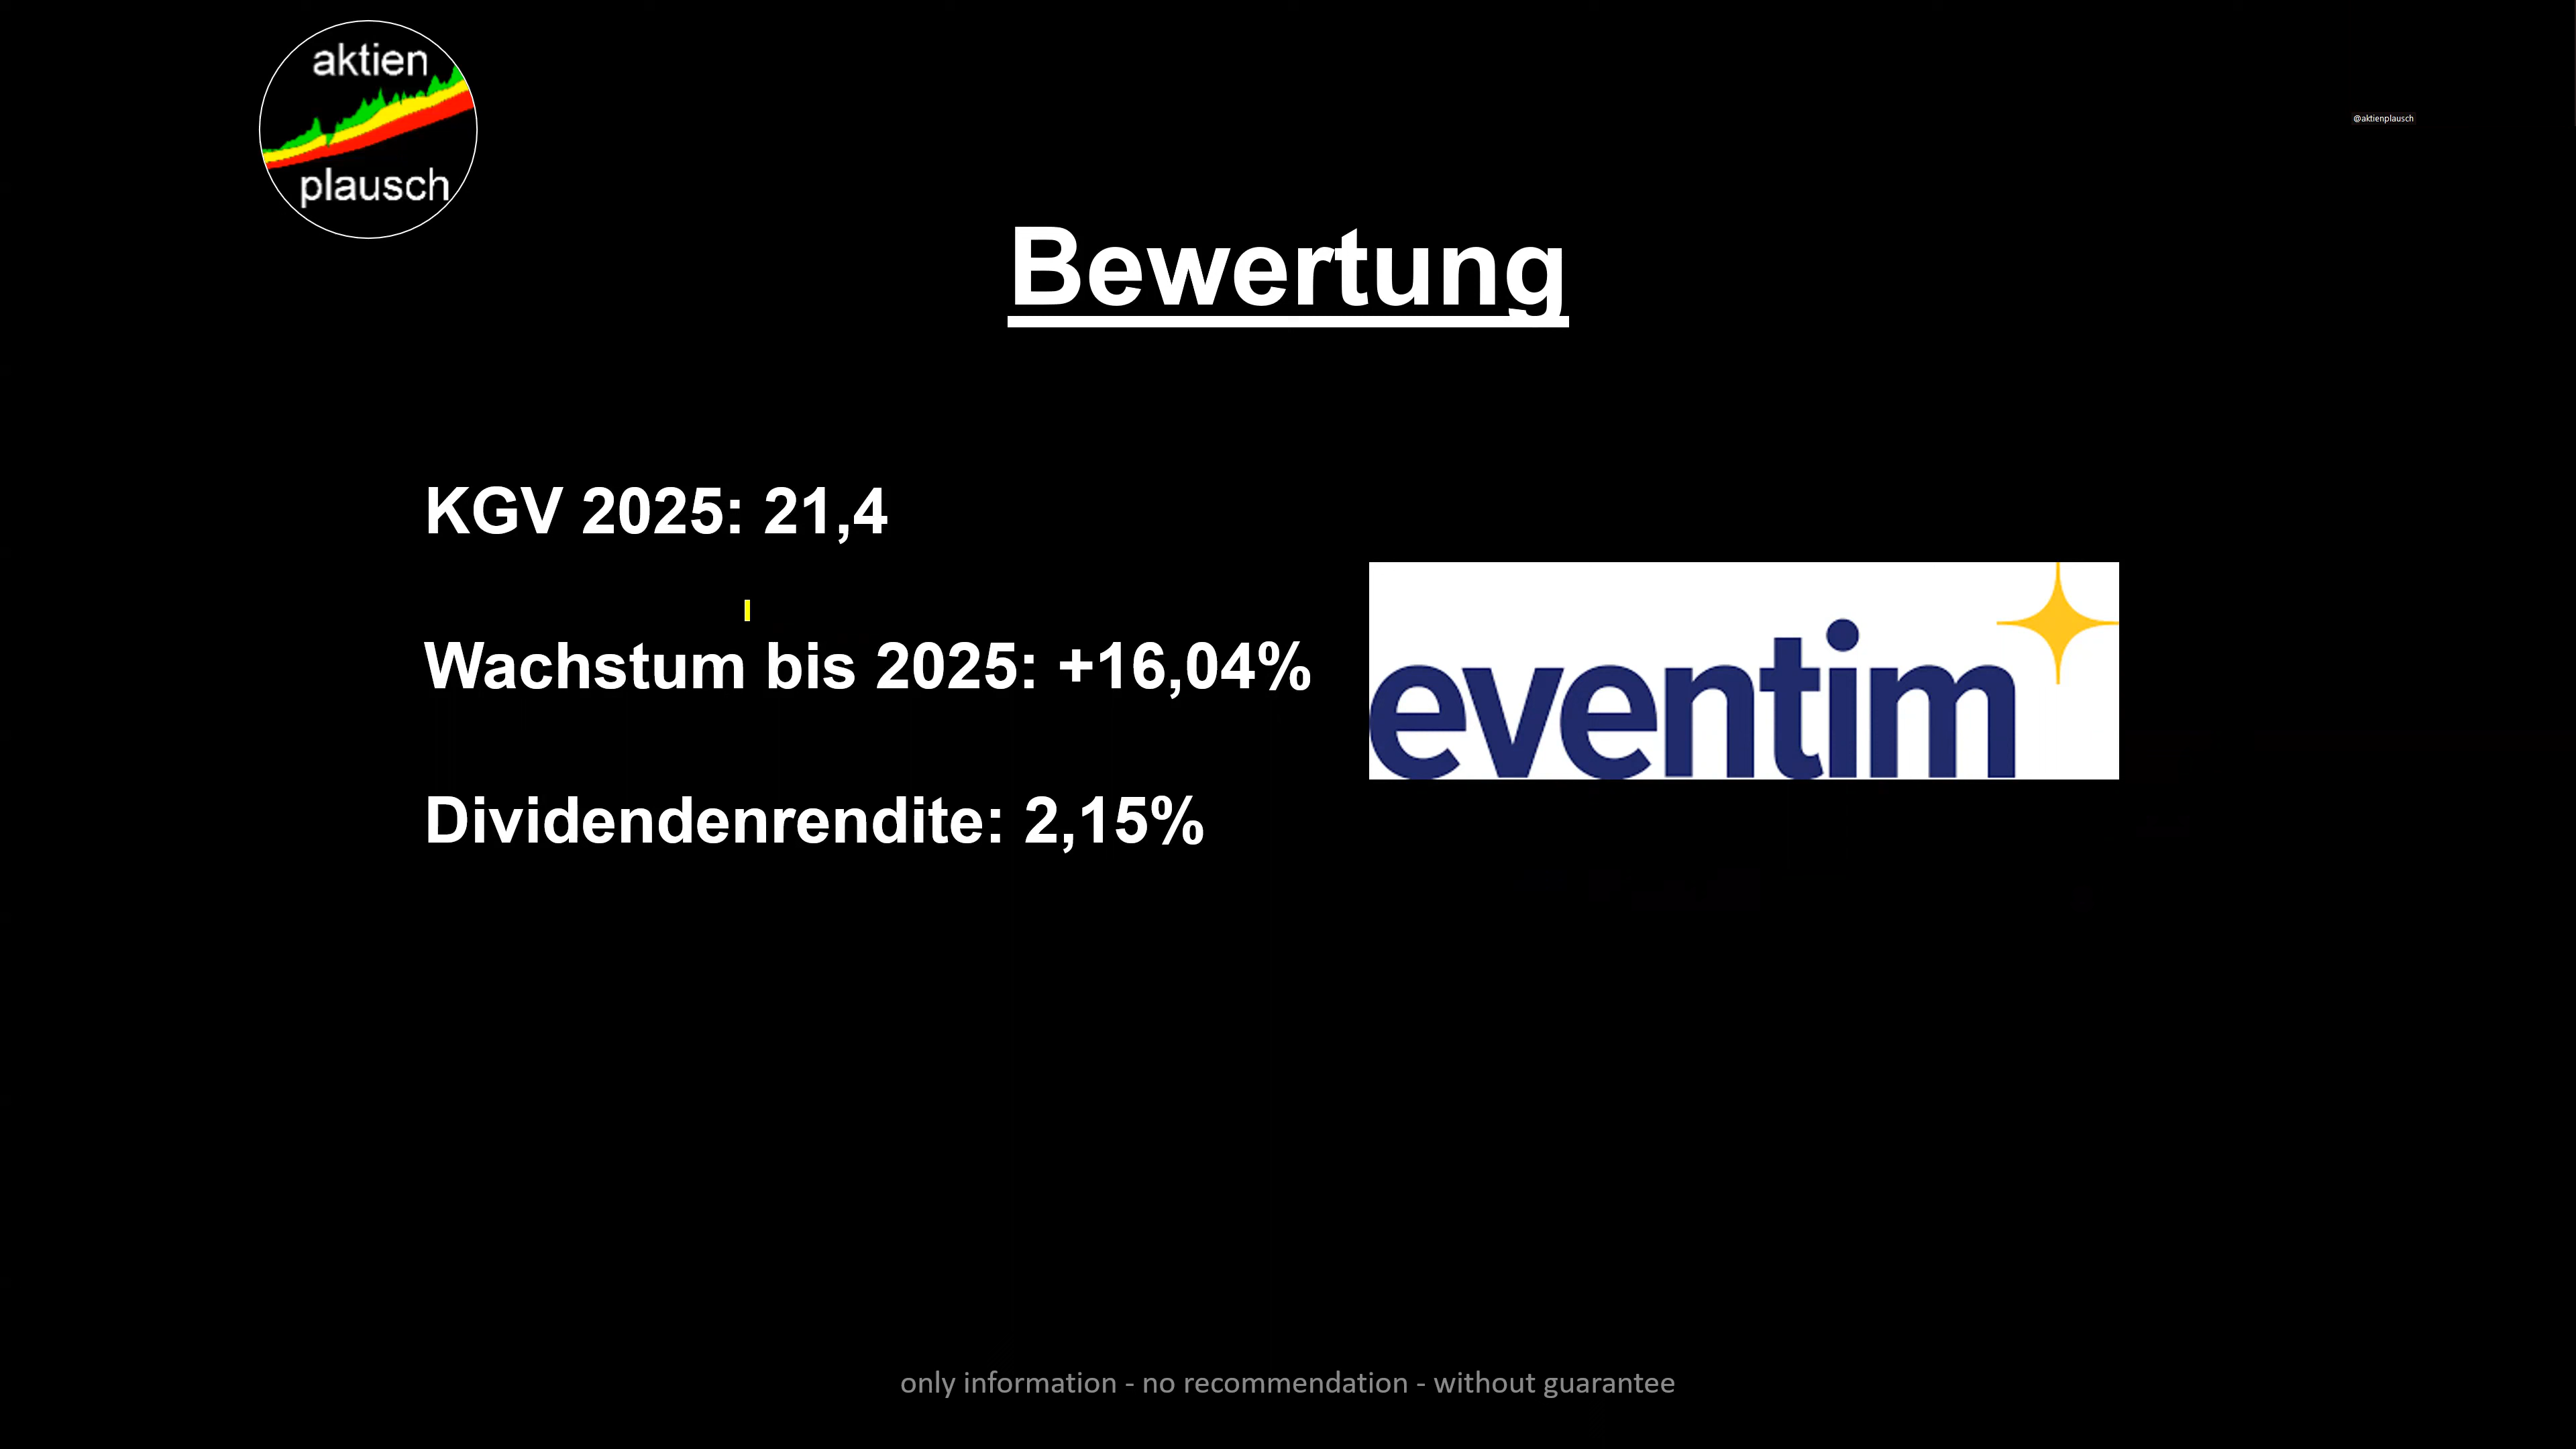 aktien
plausch
@aktienplausch
Bewertung
KGV 2025: 21,4
Wachstum bis 2025: +16,04%
Dividendenrendite: 2,15%
eventim
only information - no recommendation - without guarantee